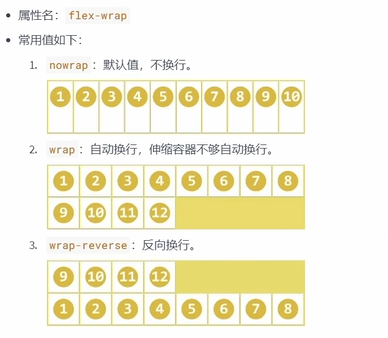 • 属性名：flex-wrap
• 常用值如下：
1. nowrap：默认值，不换行。
1 2 3 4 5 6 7 8 9 10
2. wrap：自动换行，伸缩容器不够自动换行。
1 2 3 4 5 6 7 8
9 10 11 12
3. wrap-reverse：反向换行。
9 10 11 12
1 2 3 4 5 6 7 8